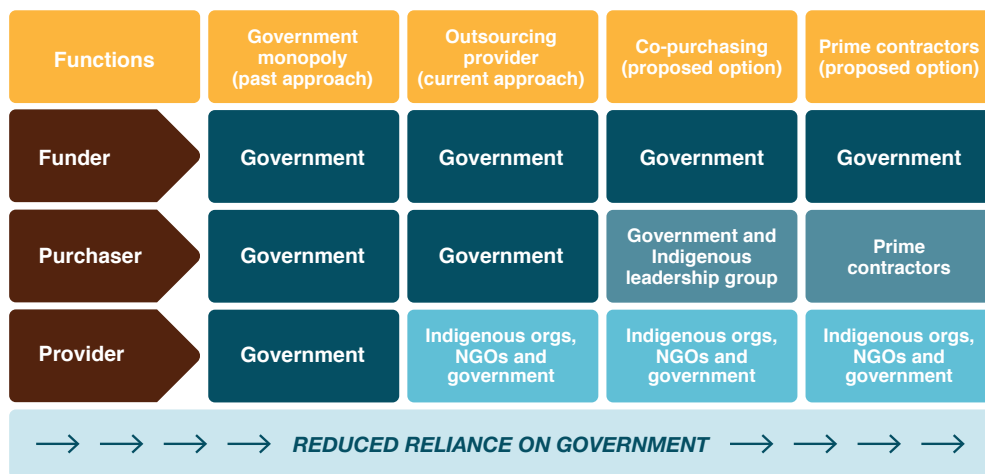 Functions
Government
monopoly
(past approach)
Outsourcing
provider
(current approach)
Co-purchasing
(proposed option)
Prime contractors
(proposed option)
Funder
Government
Government
Government
Government
Purchaser
Government
Government
Government and
Indigenous
leadership group
Prime
contractors
Provider
Government
Indigenous orgs,
NGOs and
government
Indigenous orgs,
NGOs and
government
Indigenous orgs,
NGOs and
government
REDUCED RELIANCE ON GOVERNMENT